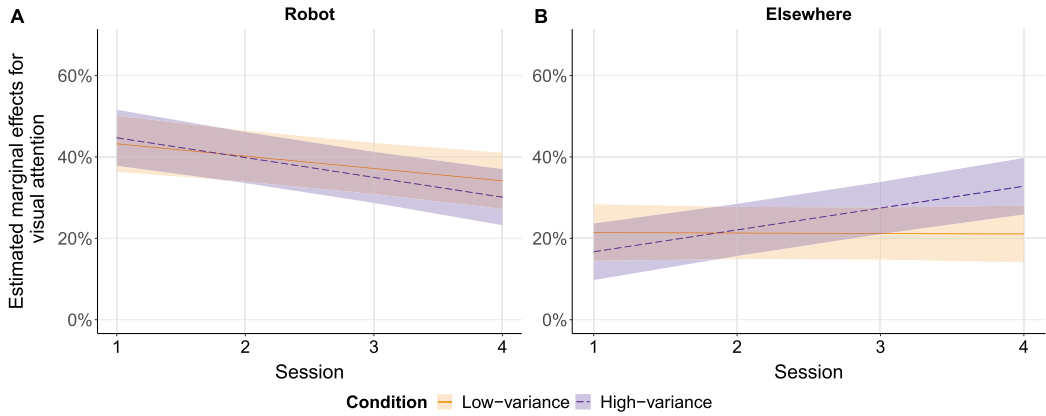 A Robot
B Elsewhere
Estimated marginal effects for
visual attention
60%
40%
20%
0%
1 2 3 4
Session
60%
40%
20%
0%
1 2 3 4
Session
Condition Low−variance High−variance